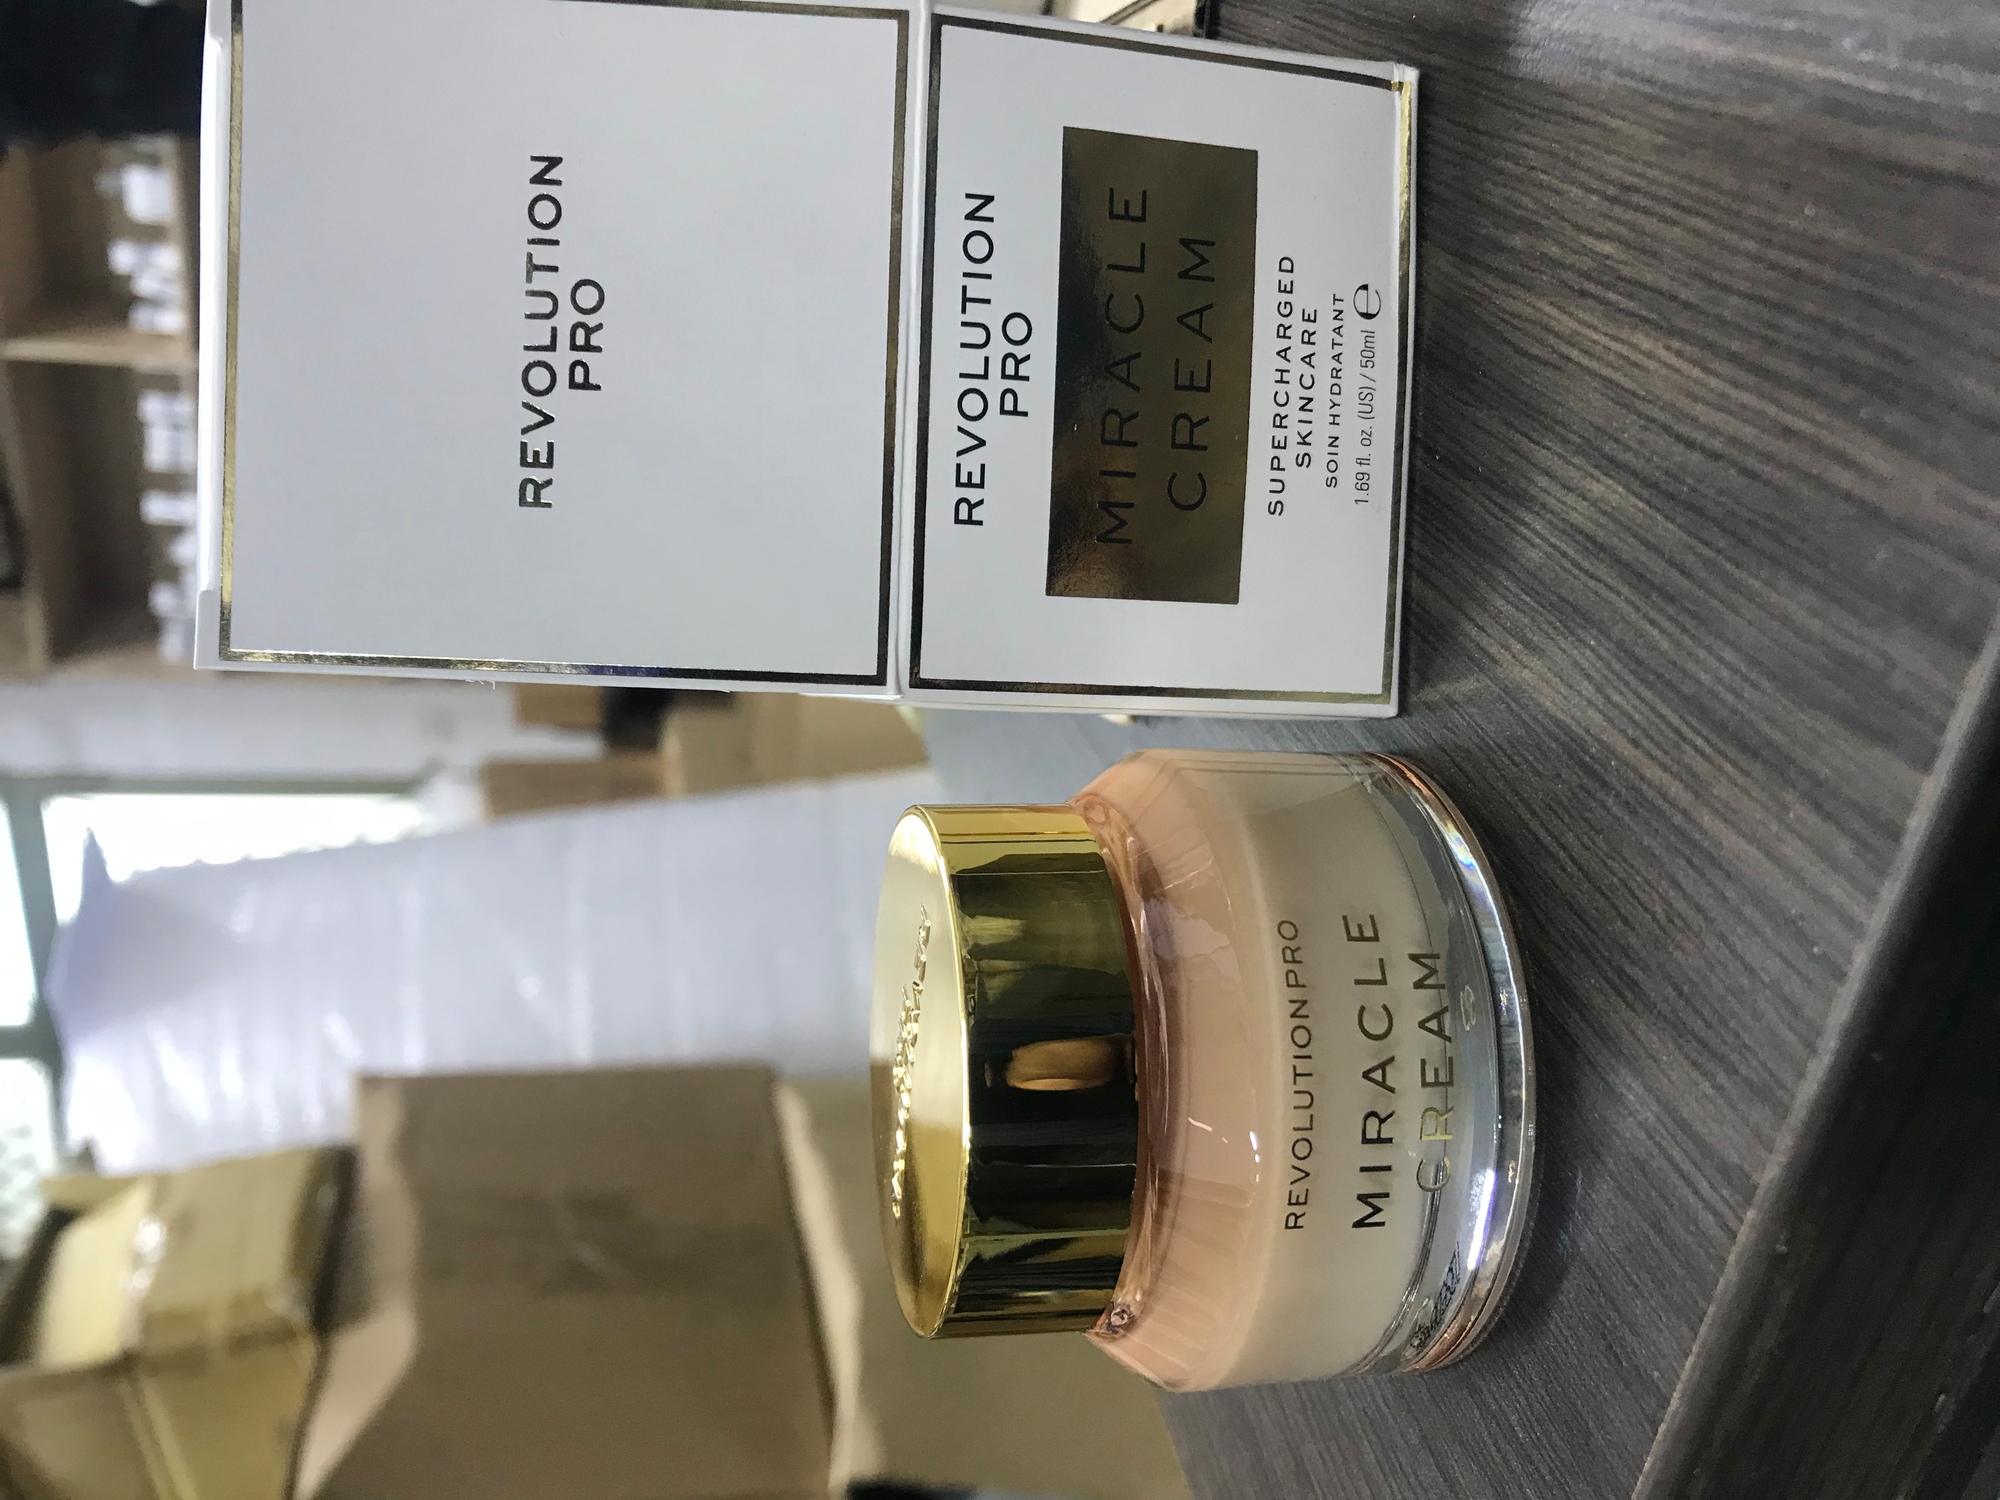 REVOLUTION
PRO
REVOLUTION
PRO
MIRACLE
CREAM
SUPERCHARGED
SKINCARE
SOIN HYDRATANT
1.69 fl. oz. (US) / 50ml ℮
REVOLUTION PRO
MIRACLE
CREAM